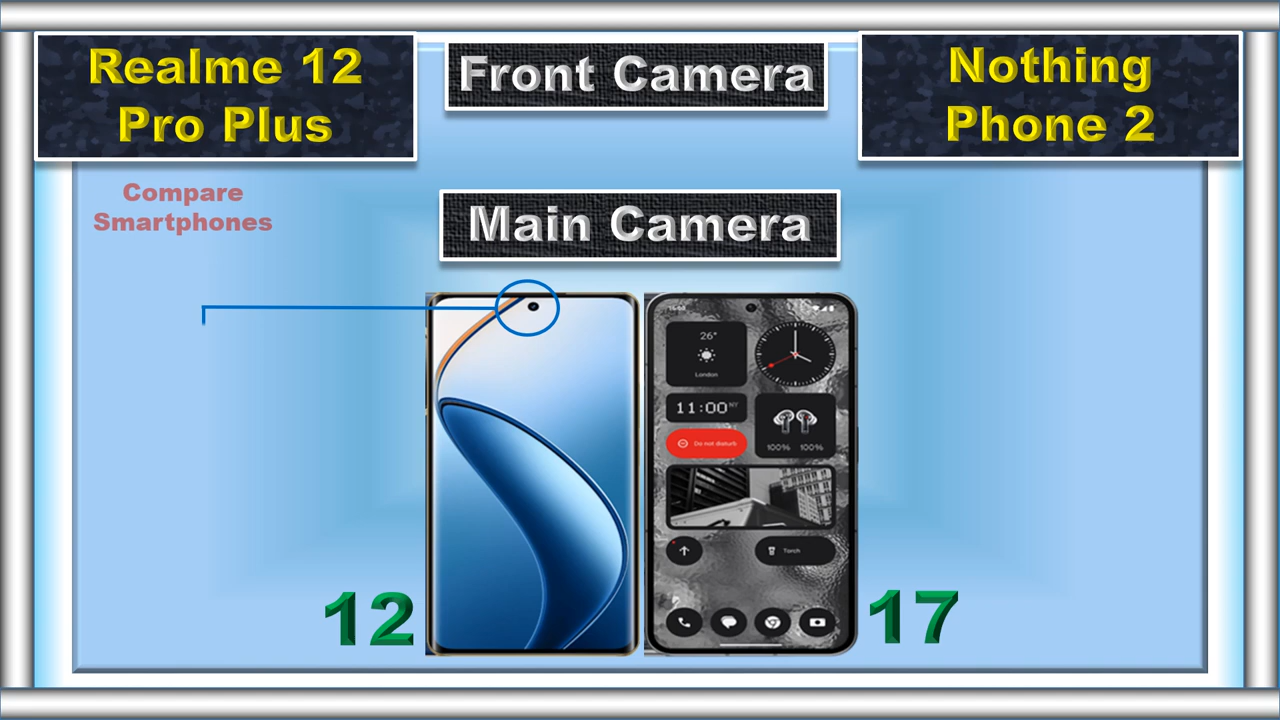 Realme 12
Pro Plus
Front Camera
Nothing
Phone 2
Compare
Smartphones
Main Camera
26°
London
11:00 NY
Do not disturb
100% 100%
Torch
12
17